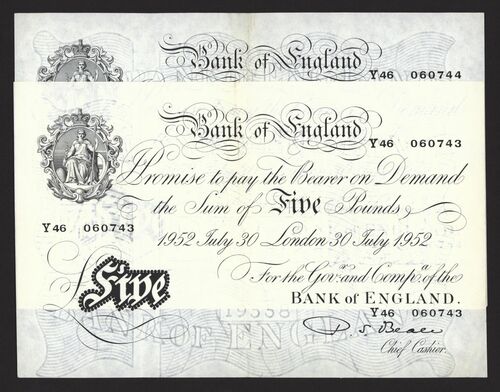 Bank of England
Y46 060744
Bank of England
Y46 060743
I Promise to pay the Bearer on Demand
the Sum of Five Pounds
Y46 060743
1952 July 30 London 30 July 1952
For the Govr. and Compa. of the
£Five
BANK of ENGLAND.
Y46 060743
P. S. Beale
Chief Cashier.